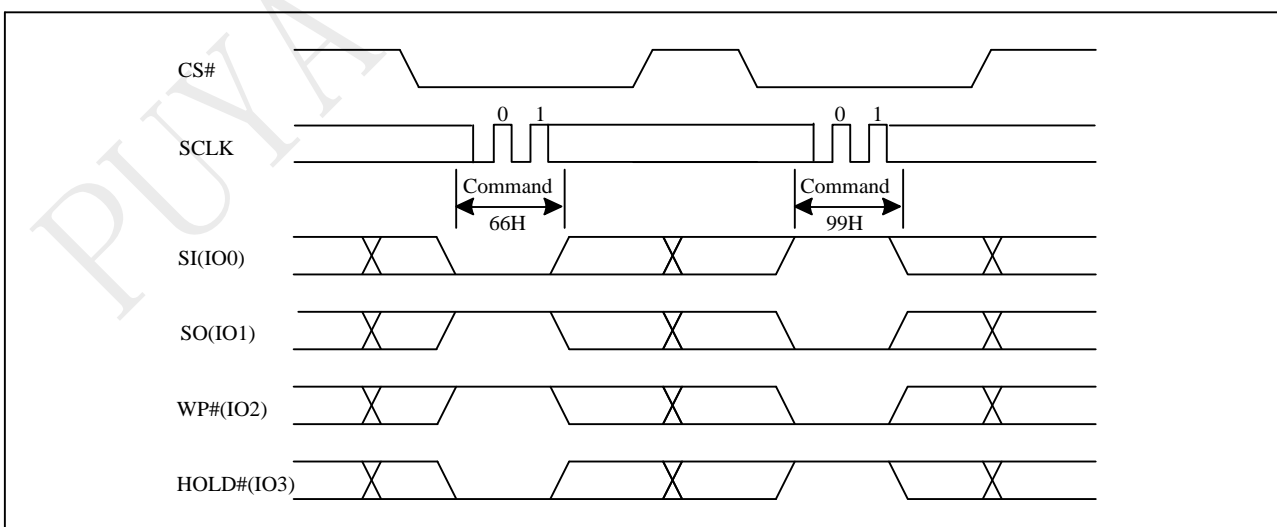 PUYA
CS#
0 1 0 1
SCLK
Command Command
66H 99H
SI(IO0)
SO(IO1)
WP#(IO2)
HOLD#(IO3)